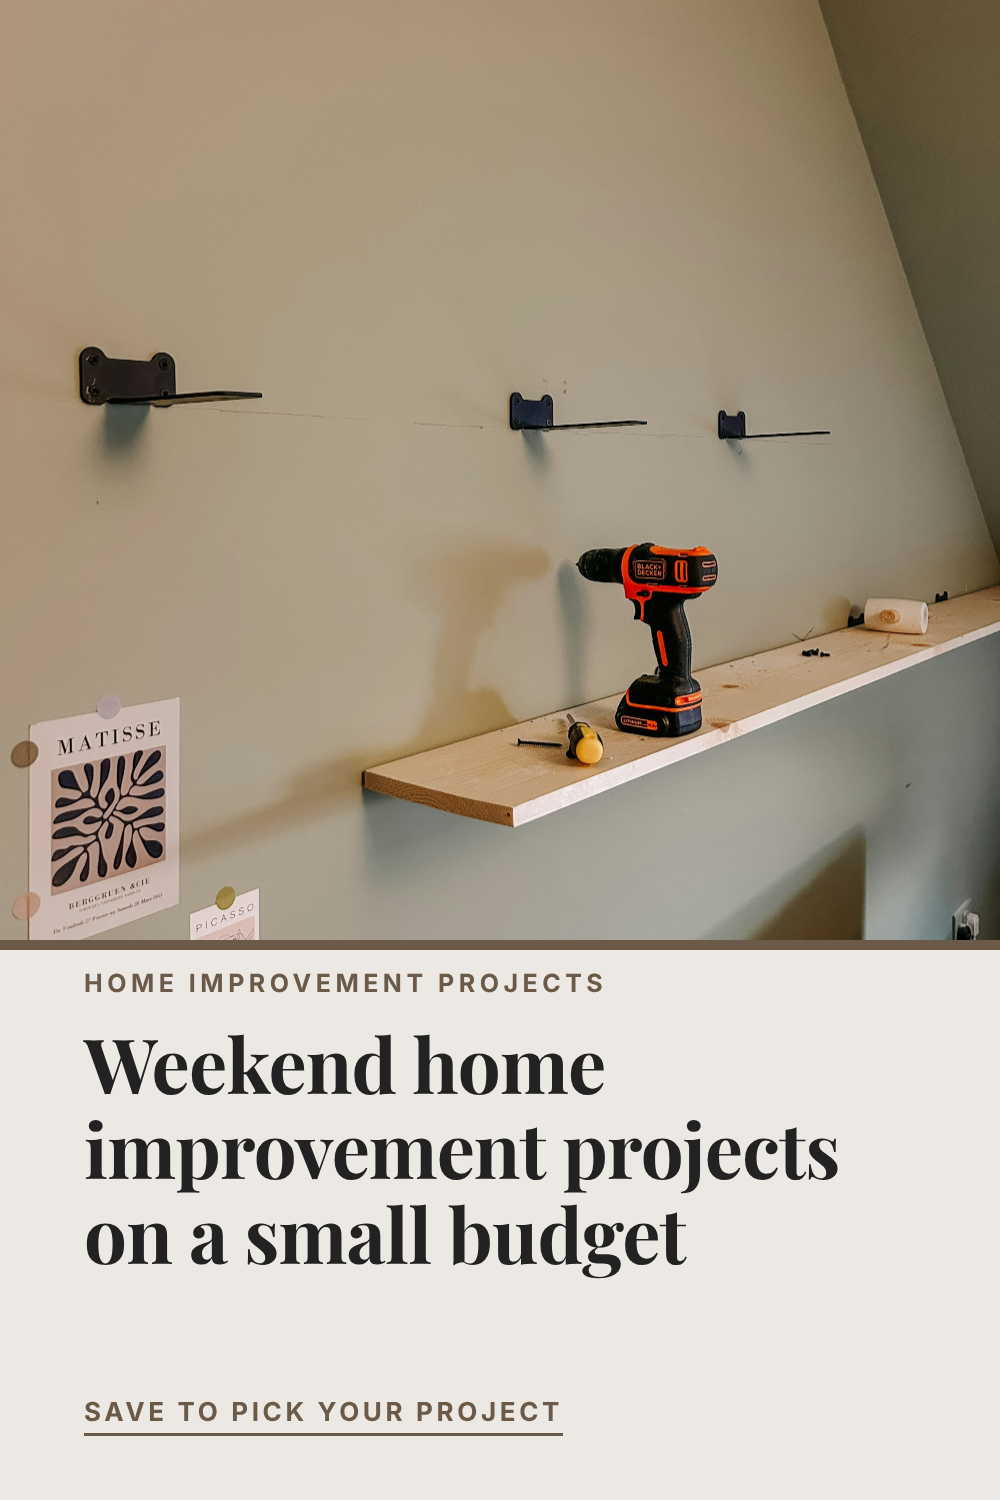 BLACK+
DECKER
MATISSE
BERGGRUEN &CIE
PICASSO
HOME IMPROVEMENT PROJECTS
Weekend home
improvement projects
on a small budget
SAVE TO PICK YOUR PROJECT